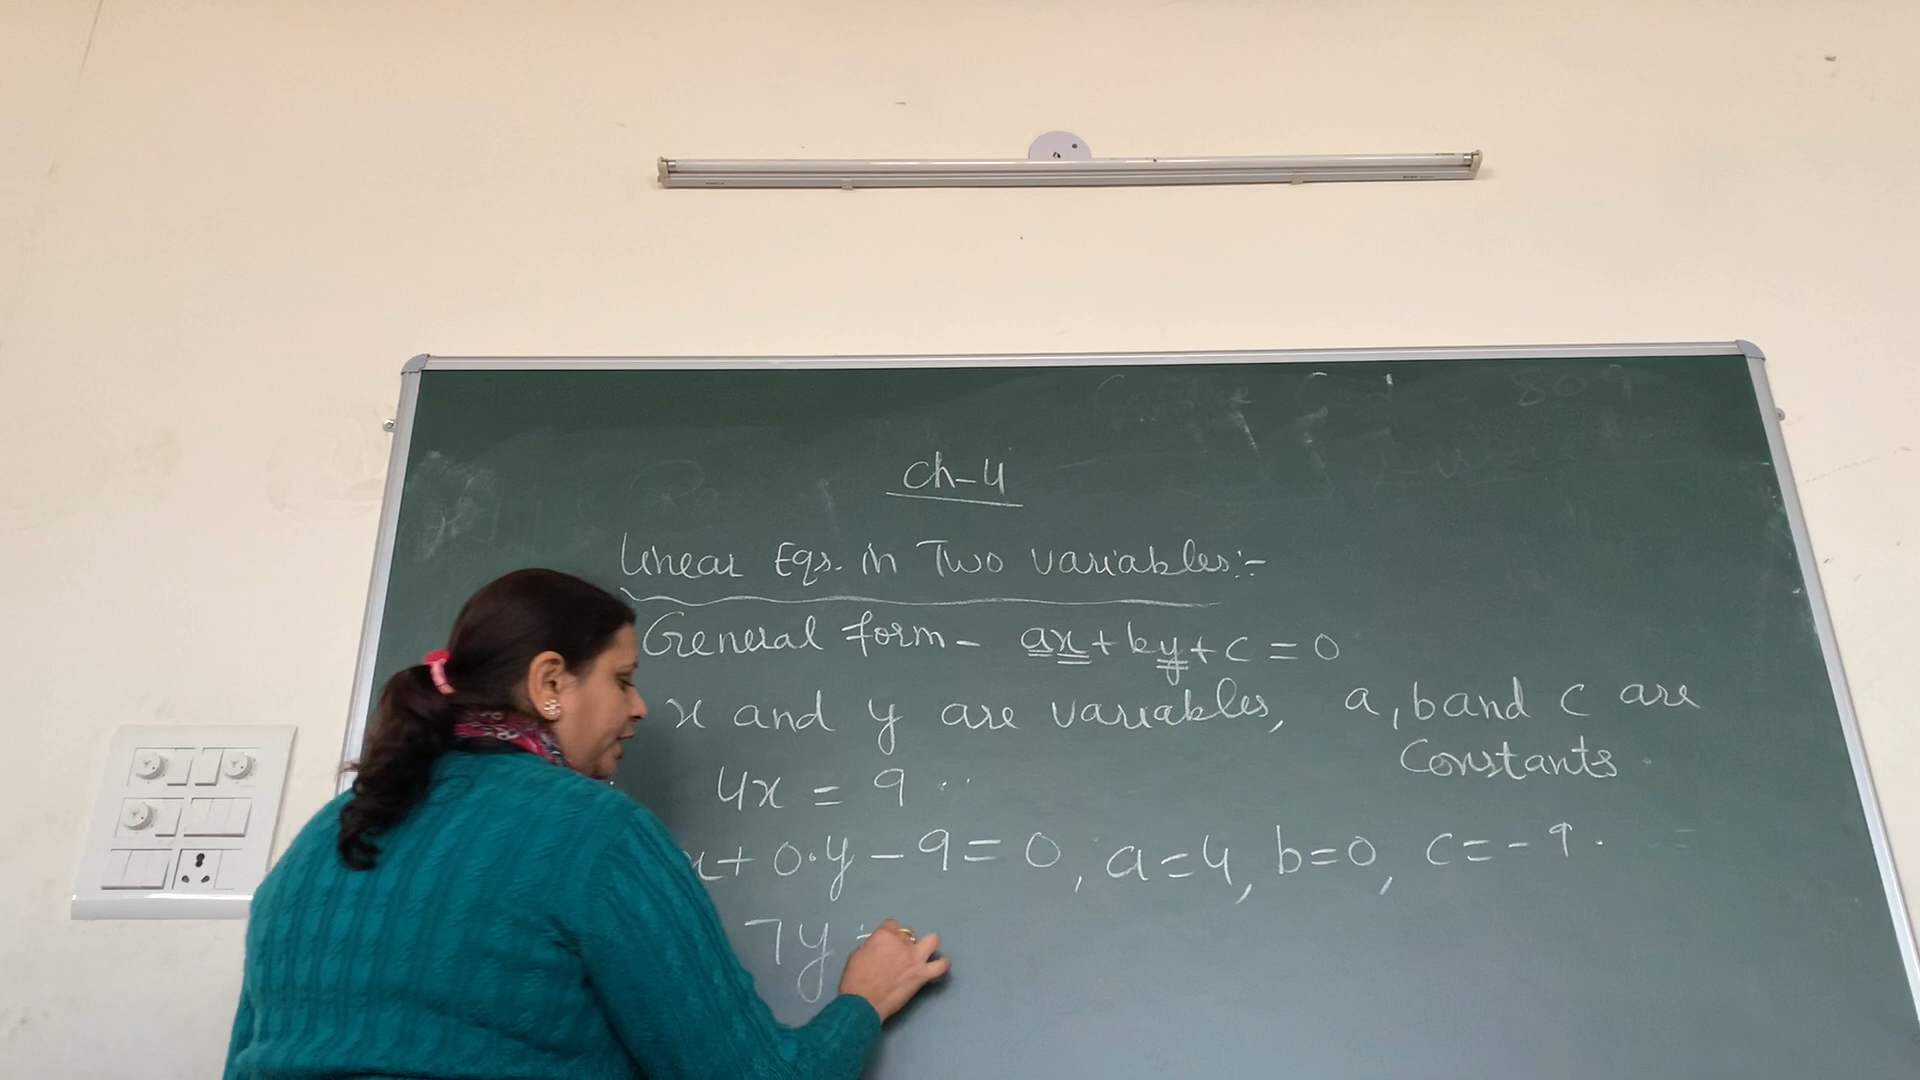 Ch-4
Linear Eqs. in Two variables:-
General form - ax + by + c = 0
x and y are variables, a, b and c are
Constants.
4x = 9
x + 0.y - 9 = 0, a = 4, b = 0, c = - 9.
7y =